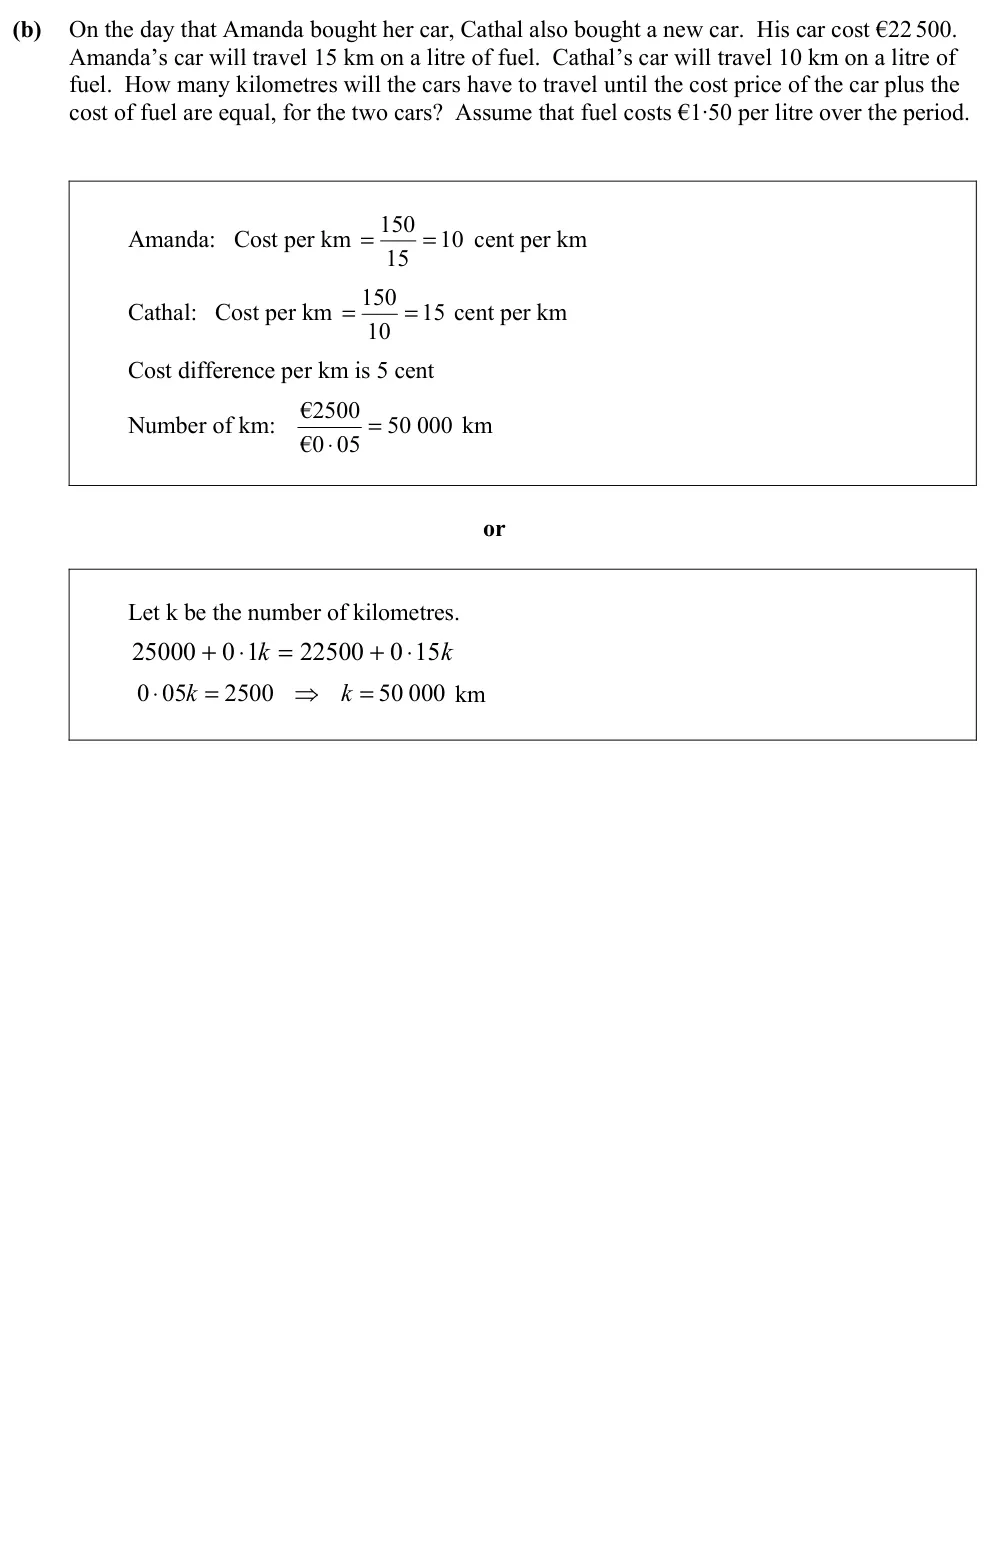 (b) On the day that Amanda bought her car, Cathal also bought a new car. His car cost €22 500.
Amanda’s car will travel 15 km on a litre of fuel. Cathal’s car will travel 10 km on a litre of
fuel. How many kilometres will the cars have to travel until the cost price of the car plus the
cost of fuel are equal, for the two cars? Assume that fuel costs €1·50 per litre over the period.
Amanda: Cost per km = 150/15 = 10 cent per km
Cathal: Cost per km = 150/10 = 15 cent per km
Cost difference per km is 5 cent
Number of km: €2500/€0·05 = 50 000 km
or
Let k be the number of kilometres.
25000 + 0·1k = 22500 + 0·15k
0·05k = 2500 ⇒ k = 50 000 km